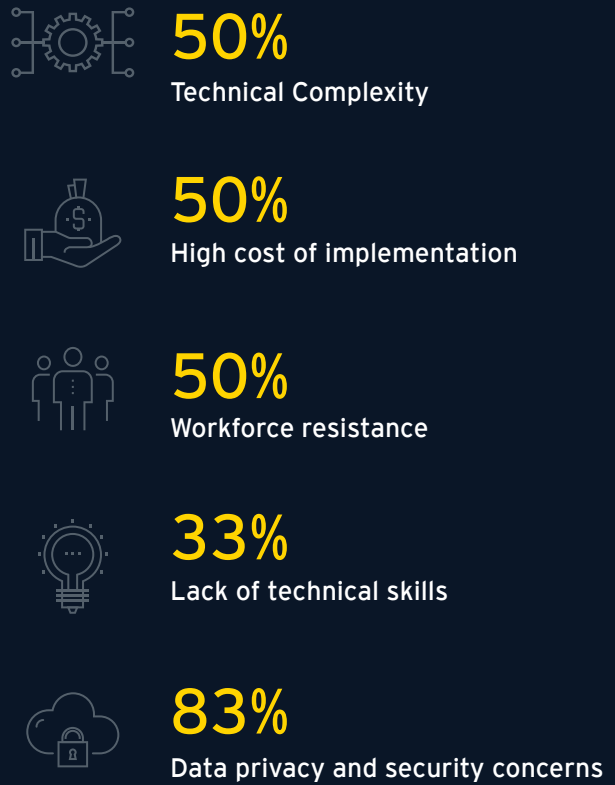 50%
Technical Complexity
$
50%
High cost of implementation
50%
Workforce resistance
33%
Lack of technical skills
83%
Data privacy and security concerns